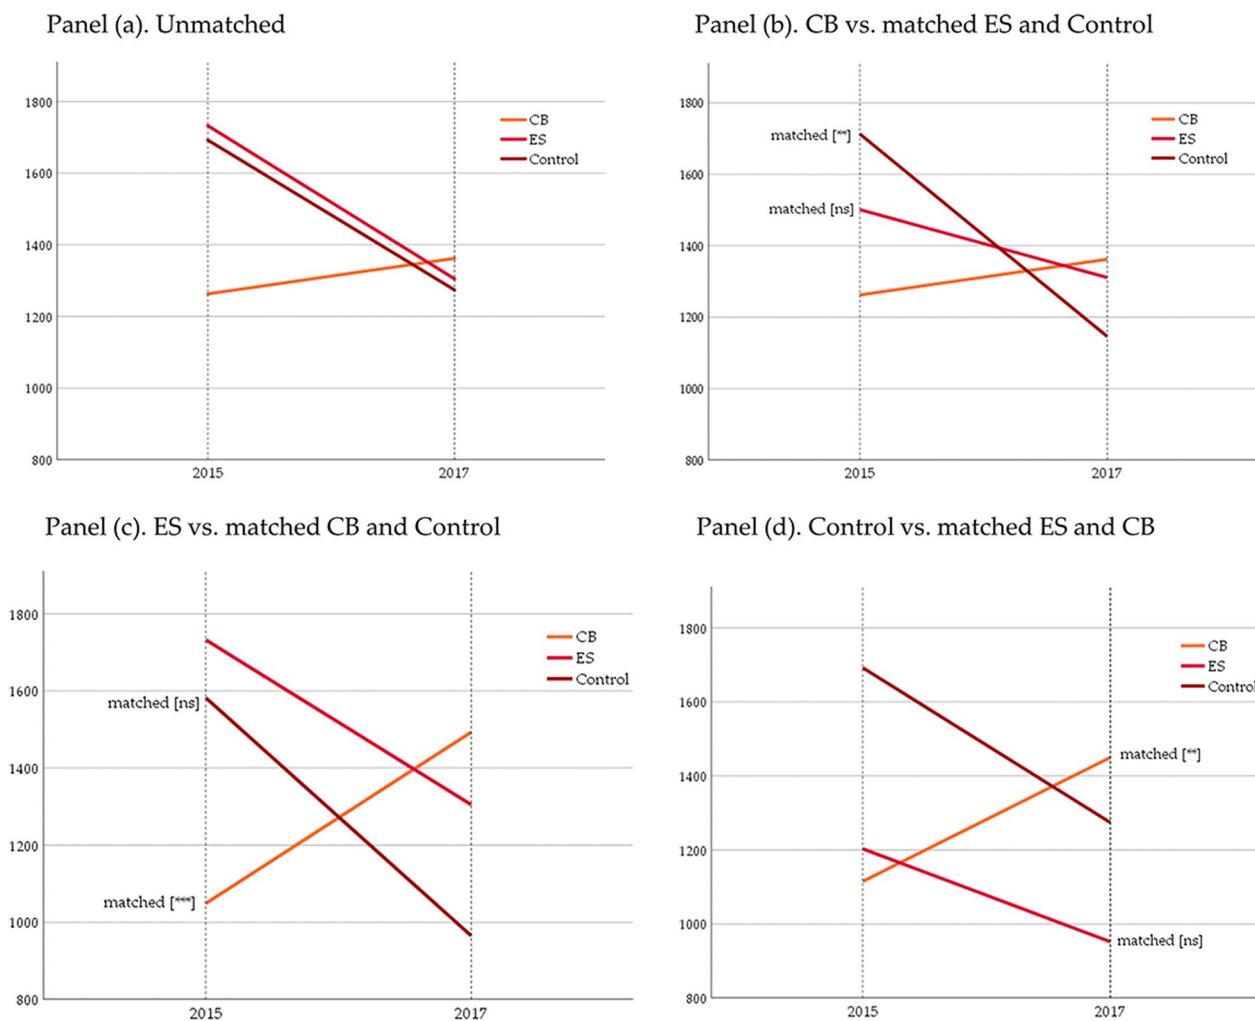 Panel (a). Unmatched
1800
1600
1400
1200
1000
800
2015
2017
CB
ES
Control
Panel (b). CB vs. matched ES and Control
1800
1600
1400
1200
1000
800
2015
2017
matched [**]
matched [ns]
CB
ES
Control
Panel (c). ES vs. matched CB and Control
1800
1600
1400
1200
1000
800
2015
2017
matched [ns]
matched [***]
CB
ES
Control
Panel (d). Control vs. matched ES and CB
1800
1600
1400
1200
1000
800
2015
2017
CB
ES
Control
matched [**]
matched [ns]